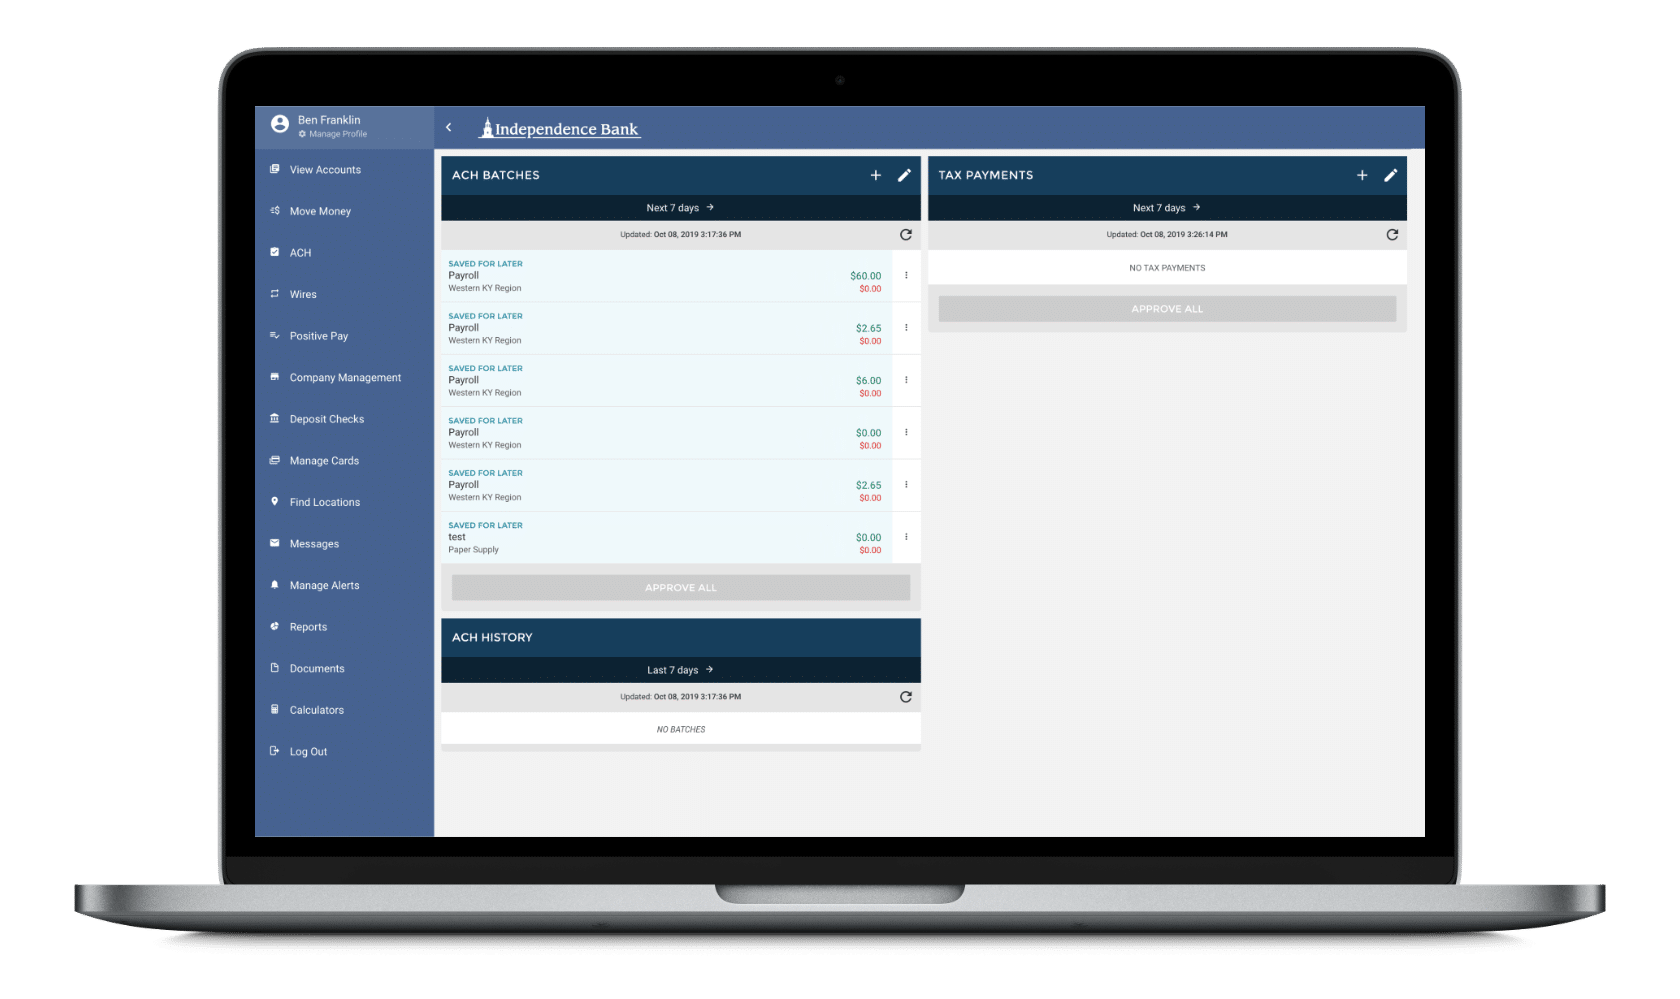 Ben Franklin
Manage Profile
Independence Bank
View Accounts
Move Money
ACH
Wires
Positive Pay
Company Management
Deposit Checks
Manage Cards
Find Locations
Messages
Manage Alerts
Reports
Documents
Calculators
Log Out
ACH BATCHES
Next 7 days
Updated: Oct 08, 2019 3:17:36 PM
SAVED FOR LATER
Payroll $60.00
Western KY Region $0.00
SAVED FOR LATER
Payroll $2.65
Western KY Region $0.00
SAVED FOR LATER
Payroll $6.00
Western KY Region $0.00
SAVED FOR LATER
Payroll $0.00
Western KY Region $0.00
SAVED FOR LATER
Payroll $2.65
Western KY Region $0.00
SAVED FOR LATER
test $0.00
Paper Supply $0.00
APPROVE ALL
ACH HISTORY
Last 7 days
Updated: Oct 08, 2019 3:17:36 PM
NO BATCHES
TAX PAYMENTS
Next 7 days
Updated: Oct 08, 2019 3:26:14 PM
NO TAX PAYMENTS
APPROVE ALL